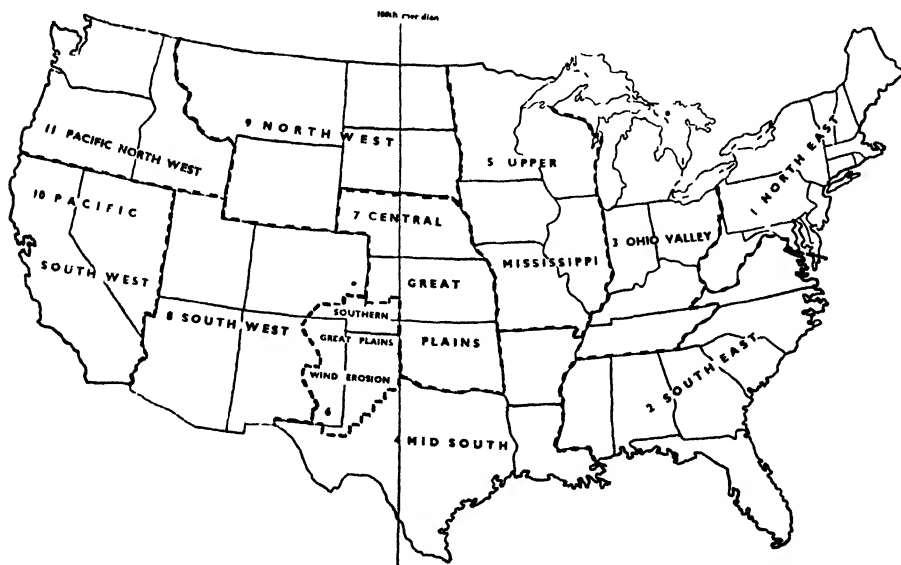 100th meridian
9 NORTH WEST
11 PACIFIC NORTH WEST
5 UPPER
MISSISSIPPI
1 NORTH EAST
10 PACIFIC
SOUTH WEST
7 CENTRAL
GREAT
PLAINS
3 OHIO VALLEY
8 SOUTH WEST
SOUTHERN
GREAT PLAINS
WIND EROSION
6
2 SOUTH EAST
4 MID SOUTH